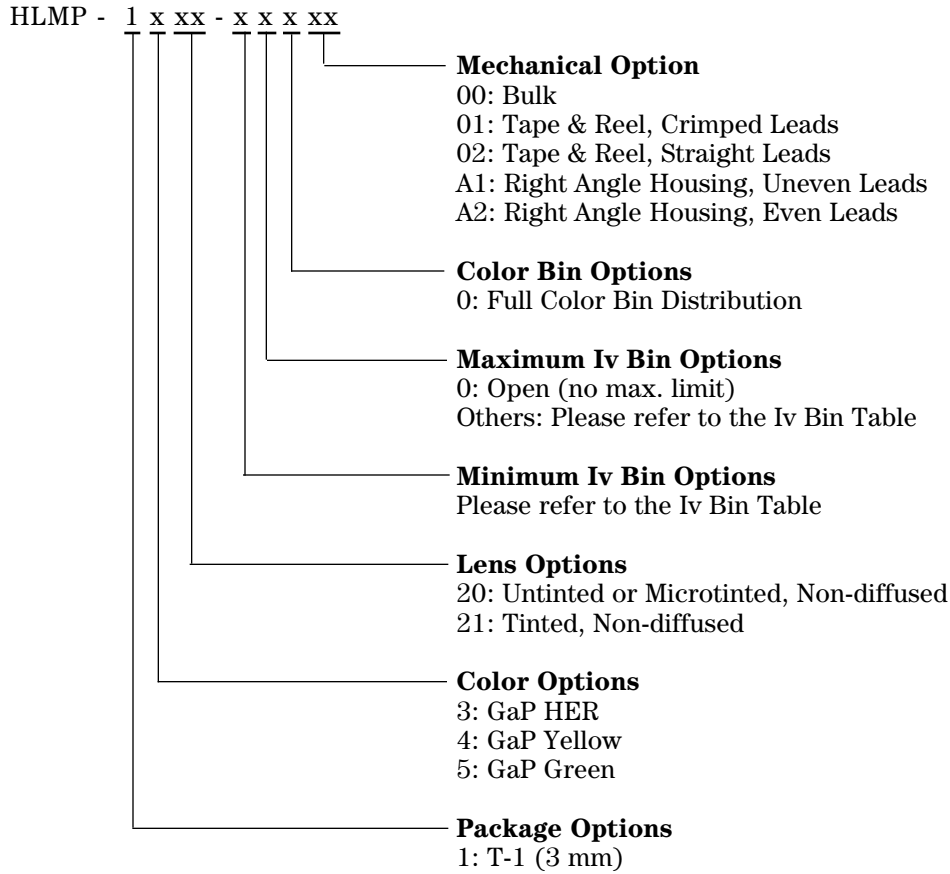 HLMP - 1 x xx - x x x xx
Mechanical Option
00: Bulk
01: Tape & Reel, Crimped Leads
02: Tape & Reel, Straight Leads
A1: Right Angle Housing, Uneven Leads
A2: Right Angle Housing, Even Leads
Color Bin Options
0: Full Color Bin Distribution
Maximum Iv Bin Options
0: Open (no max. limit)
Others: Please refer to the Iv Bin Table
Minimum Iv Bin Options
Please refer to the Iv Bin Table
Lens Options
20: Untinted or Microtinted, Non-diffused
21: Tinted, Non-diffused
Color Options
3: GaP HER
4: GaP Yellow
5: GaP Green
Package Options
1: T-1 (3 mm)